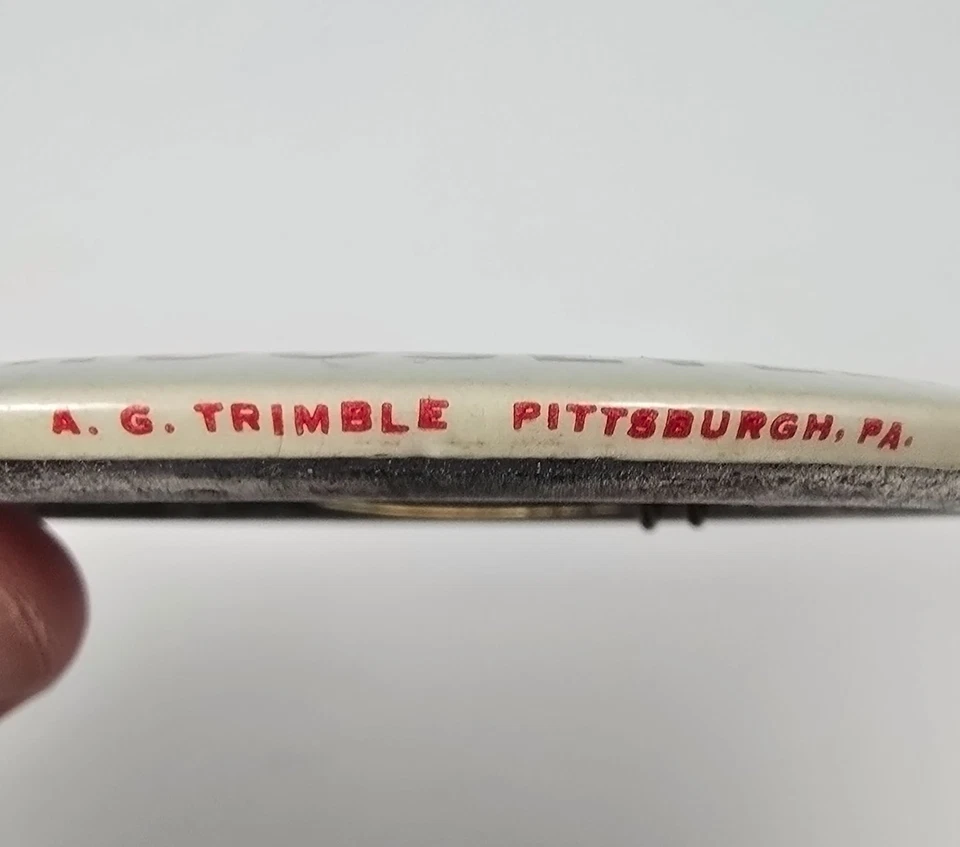 A. G. TRIMBLE PITTSBURGH, PA.